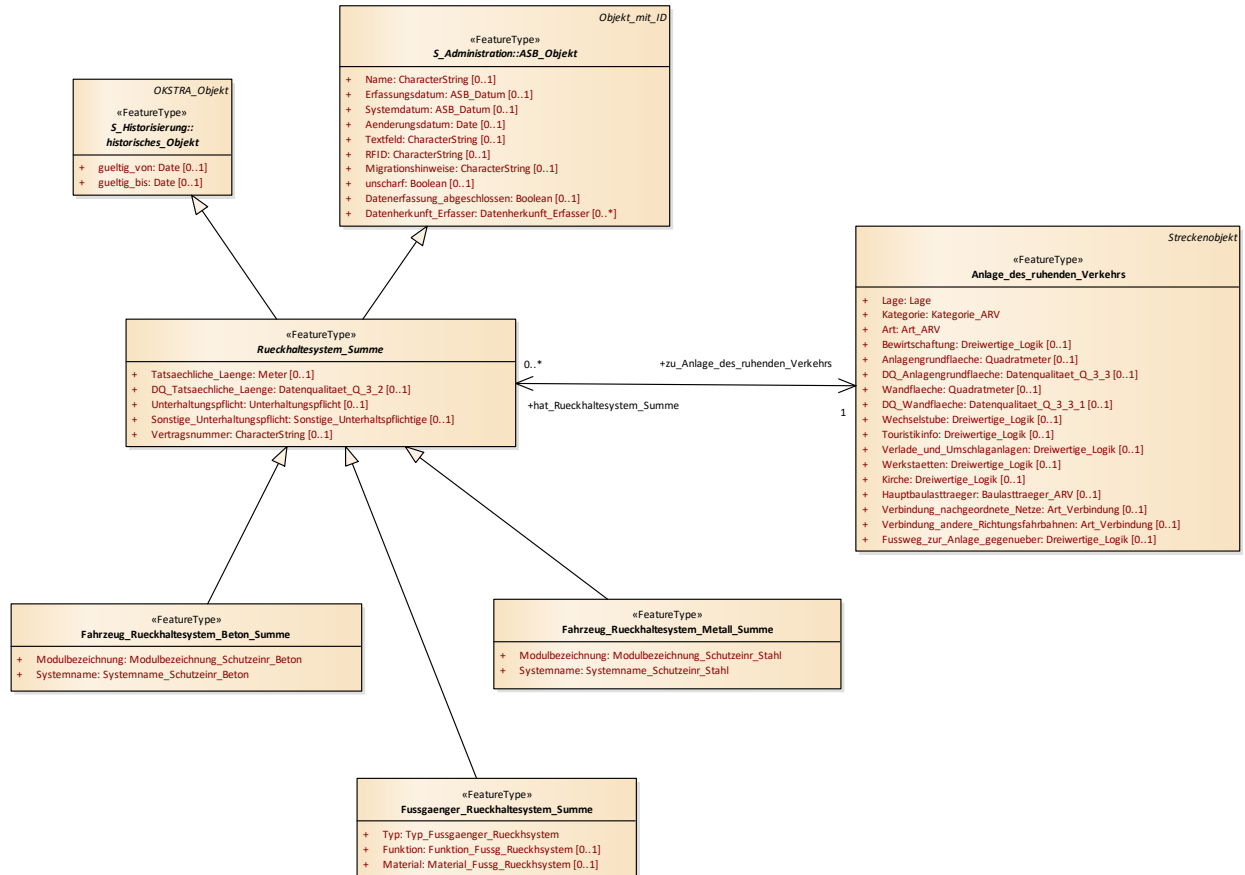 Objekt_mit_ID
«FeatureType»
S_Administration::ASB_Objekt
+ Name: CharacterString [0..1]
+ Erfassungsdatum: ASB_Datum [0..1]
+ Systemdatum: ASB_Datum [0..1]
+ Aenderungsdatum: Date [0..1]
+ Textfeld: CharacterString [0..1]
+ RFID: CharacterString [0..1]
+ Migrationshinweise: CharacterString [0..1]
+ unscharf: Boolean [0..1]
+ Datenerfassung_abgeschlossen: Boolean [0..1]
+ Datenherkunft_Erfasser: Datenherkunft_Erfasser [0..*]
OKSTRA_Objekt
«FeatureType»
S_Historisierung::
historisches_Objekt
+ gueltig_von: Date [0..1]
+ gueltig_bis: Date [0..1]
Streckenobjekt
«FeatureType»
Anlage_des_ruhenden_Verkehrs
+ Lage: Lage
+ Kategorie: Kategorie_ARV
+ Art: Art_ARV
+ Bewirtschaftung: Dreiwertige_Logik [0..1]
+ Anlagengrundflaeche: Quadratmeter [0..1]
+ DQ_Anlagengrundflaeche: Datenqualitaet_Q_3_3 [0..1]
+ Wandflaeche: Quadratmeter [0..1]
+ DQ_Wandflaeche: Datenqualitaet_Q_3_3_1 [0..1]
+ Wechselstube: Dreiwertige_Logik [0..1]
+ Touristikinfo: Dreiwertige_Logik [0..1]
+ Verlade_und_Umschlaganlagen: Dreiwertige_Logik [0..1]
+ Werkstaetten: Dreiwertige_Logik [0..1]
+ Kirche: Dreiwertige_Logik [0..1]
+ Hauptbaulasttraeger: Baulasttraeger_ARV [0..1]
+ Verbindung_nachgeordnete_Netze: Art_Verbindung [0..1]
+ Verbindung_andere_Richtungsfahrbahnen: Art_Verbindung [0..1]
+ Fussweg_zur_Anlage_gegenueber: Dreiwertige_Logik [0..1]
«FeatureType»
Rueckhaltesystem_Summe
+ Tatsaechliche_Laenge: Meter [0..1]
+ DQ_Tatsaechliche_Laenge: Datenqualitaet_Q_3_2 [0..1]
+ Unterhaltungspflicht: Unterhaltungspflicht [0..1]
+ Sonstige_Unterhaltungspflicht: Sonstige_Unterhaltspflichtige [0..1]
+ Vertragsnummer: CharacterString [0..1]
0..*
+zu_Anlage_des_ruhenden_Verkehrs
+hat_Rueckhaltesystem_Summe
1
«FeatureType»
Fahrzeug_Rueckhaltesystem_Beton_Summe
+ Modulbezeichnung: Modulbezeichnung_Schutzeinr_Beton
+ Systemname: Systemname_Schutzeinr_Beton
«FeatureType»
Fahrzeug_Rueckhaltesystem_Metall_Summe
+ Modulbezeichnung: Modulbezeichnung_Schutzeinr_Stahl
+ Systemname: Systemname_Schutzeinr_Stahl
«FeatureType»
Fussgaenger_Rueckhaltesystem_Summe
+ Typ: Typ_Fussgaenger_Rueckhsystem
+ Funktion: Funktion_Fussg_Rueckhsystem [0..1]
+ Material: Material_Fussg_Rueckhsystem [0..1]